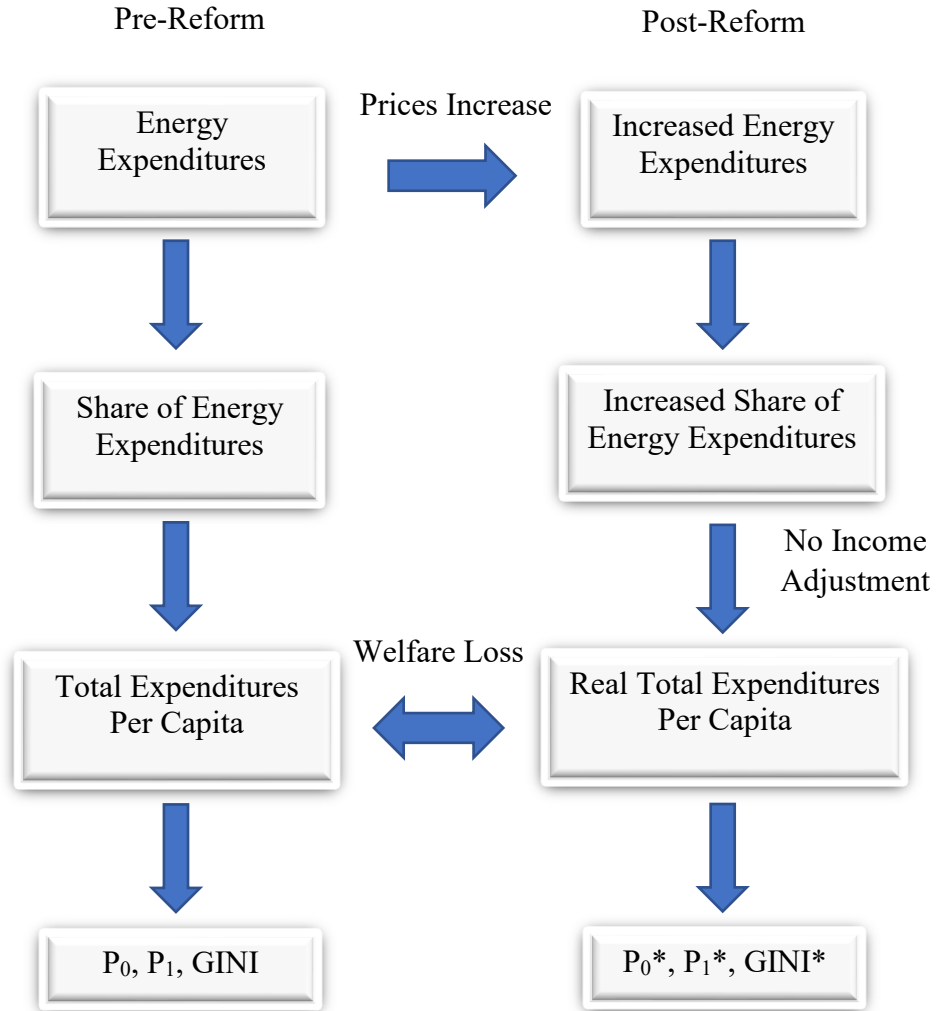 Pre-Reform
Post-Reform
Energy
Expenditures
Prices Increase
Increased Energy
Expenditures
Share of Energy
Expenditures
Increased Share of
Energy Expenditures
No Income
Adjustment
Total Expenditures
Per Capita
Welfare Loss
Real Total Expenditures
Per Capita
P₀, P₁, GINI
P₀*, P₁*, GINI*